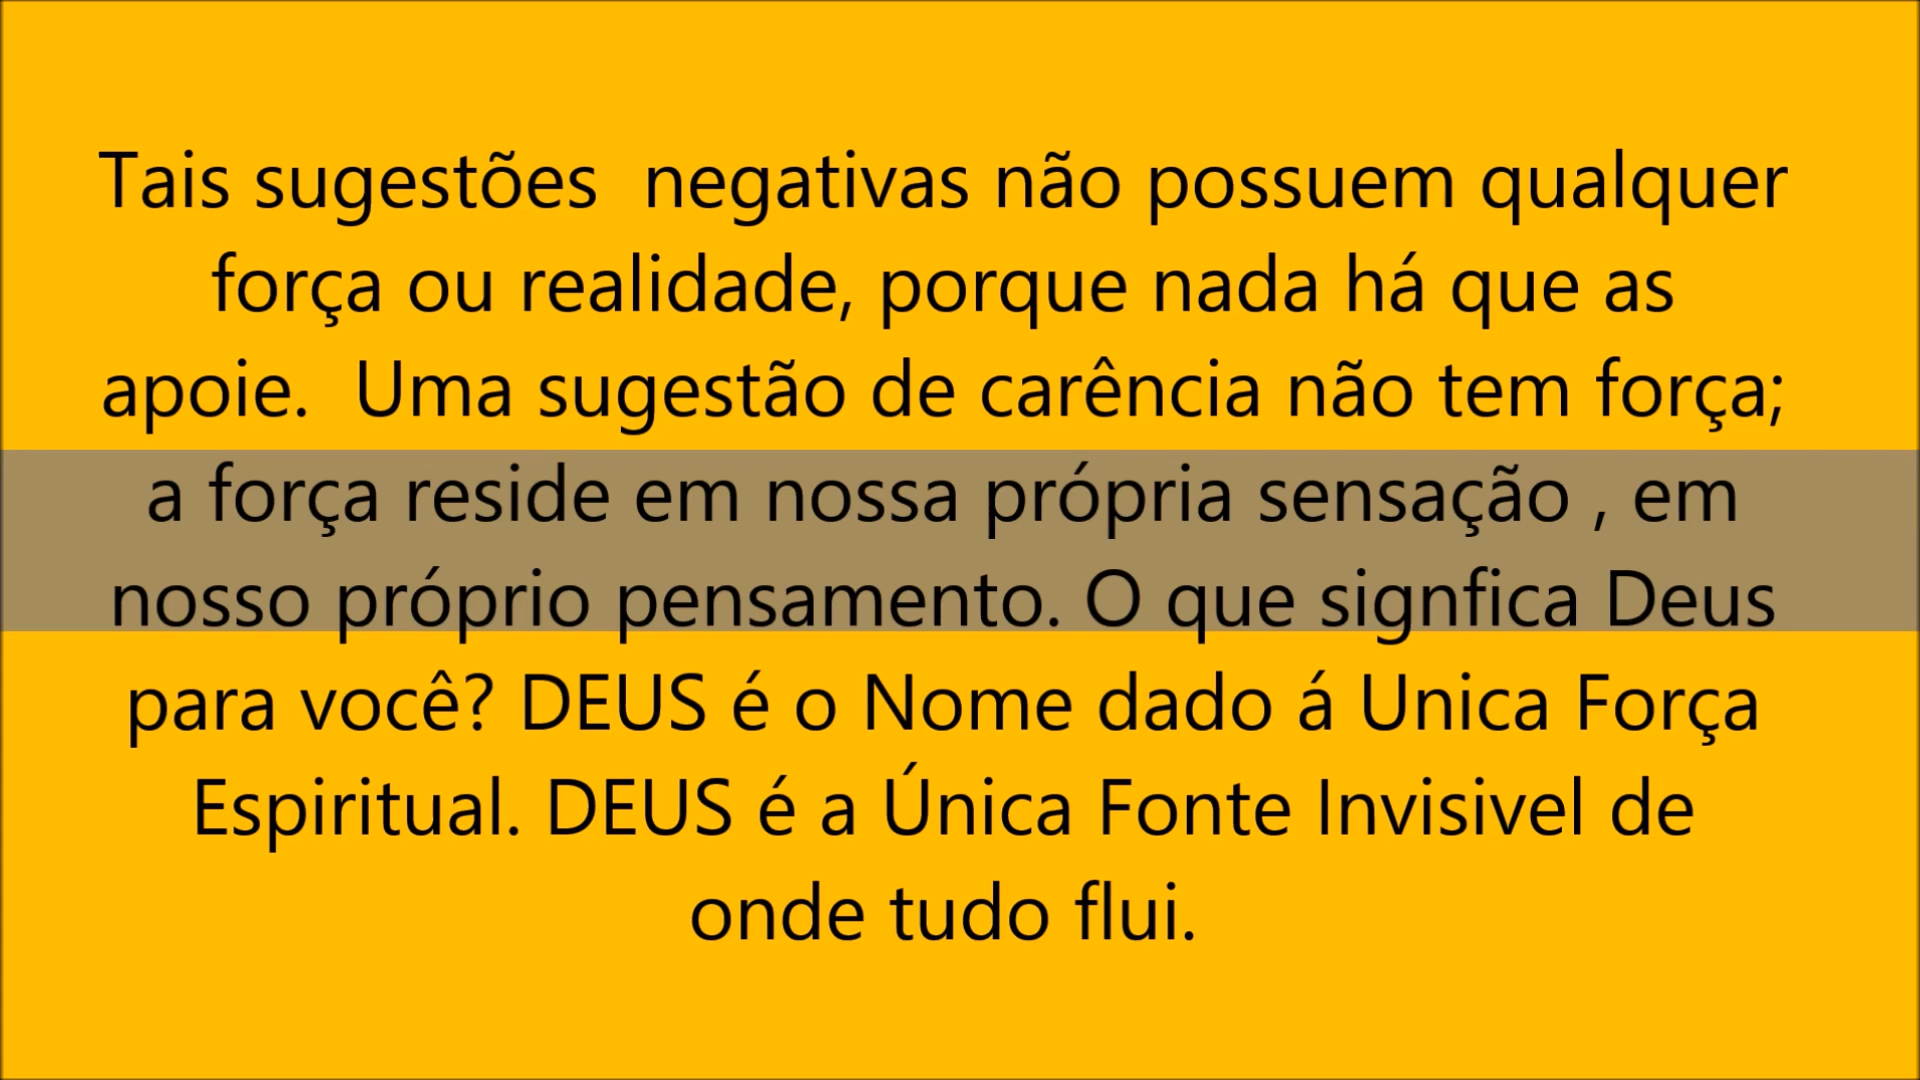 Tais sugestões  negativas não possuem qualquer
força ou realidade, porque nada há que as
apoie.  Uma sugestão de carência não tem força;
a força reside em nossa própria sensação , em
nosso próprio pensamento. O que signfica Deus
para você? DEUS é o Nome dado á Unica Força
Espiritual. DEUS é a Única Fonte Invisivel de
onde tudo flui.